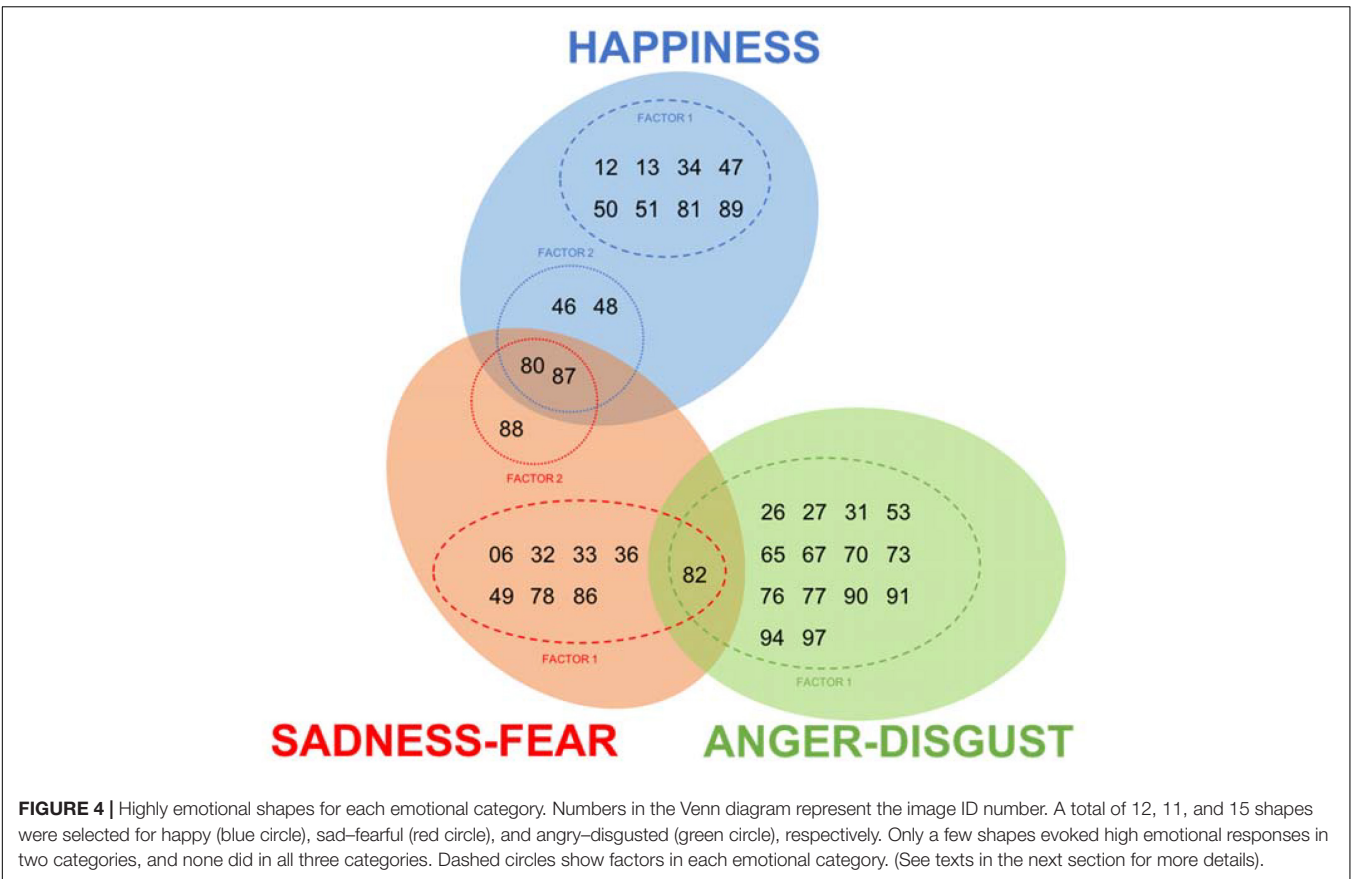 HAPPINESS
FACTOR 1
12 13 34 47
50 51 81 89
FACTOR 2
46 48
80 87
88
FACTOR 2
06 32 33 36
49 78 86
FACTOR 1
82
26 27 31 53
65 67 70 73
76 77 90 91
94 97
FACTOR 1
SADNESS-FEAR ANGER-DISGUST
FIGURE 4 | Highly emotional shapes for each emotional category. Numbers in the Venn diagram represent the image ID number. A total of 12, 11, and 15 shapes
were selected for happy (blue circle), sad–fearful (red circle), and angry–disgusted (green circle), respectively. Only a few shapes evoked high emotional responses in
two categories, and none did in all three categories. Dashed circles show factors in each emotional category. (See texts in the next section for more details).